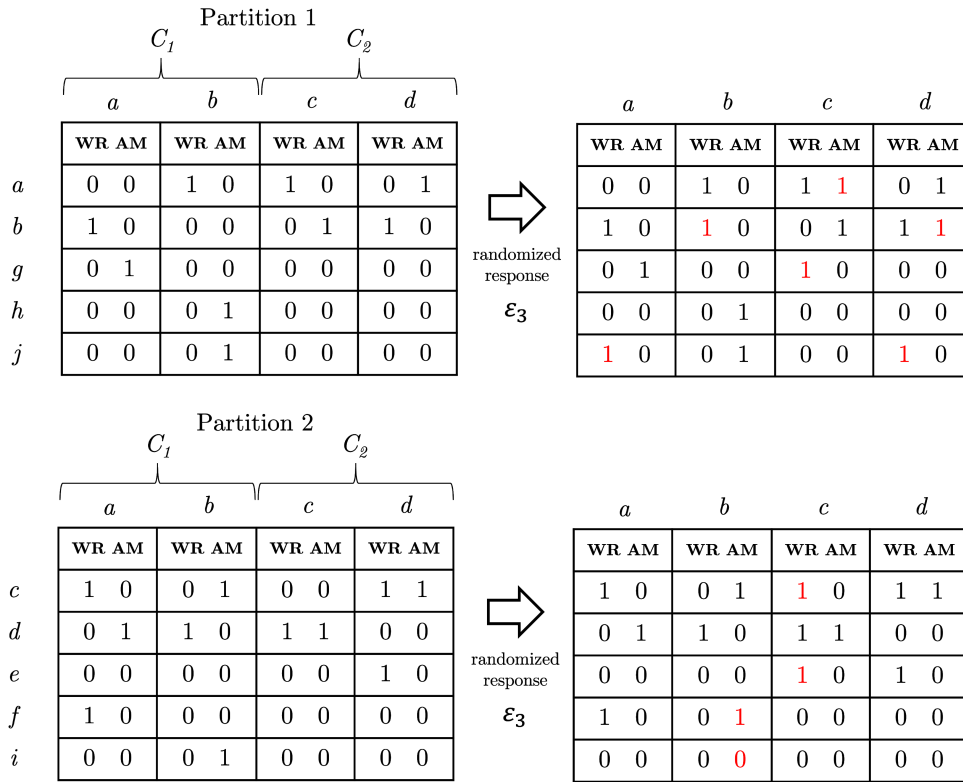 Partition 1
C1 C2
a b c d
a b c d
WR AM WR AM WR AM WR AM
WR AM WR AM WR AM WR AM
a 0 0 1 0 1 0 0 1
0 0 1 0 1 1 0 1
b 1 0 0 0 0 1 1 0
1 0 1 0 0 1 1 1
g 0 1 0 0 0 0 0 0
randomized
response
0 1 0 0 1 0 0 0
h 0 0 0 1 0 0 0 0
ε3
0 0 0 1 0 0 0 0
j 0 0 0 1 0 0 0 0
1 0 0 1 0 0 1 0
Partition 2
C1 C2
a b c d
a b c d
WR AM WR AM WR AM WR AM
WR AM WR AM WR AM WR AM
c 1 0 0 1 0 0 1 1
1 0 0 1 1 0 1 1
d 0 1 1 0 1 1 0 0
0 1 1 0 1 1 0 0
e 0 0 0 0 0 0 1 0
randomized
response
0 0 0 0 1 0 1 0
f 1 0 0 0 0 0 0 0
ε3
1 0 0 1 0 0 0 0
i 0 0 0 1 0 0 0 0
0 0 0 0 0 0 0 0